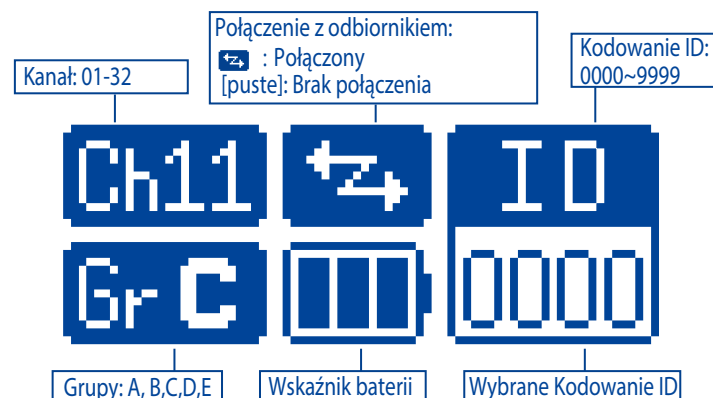 Połączenie z odbiornikiem:
: Połączony
[puste]: Brak połączenia
Kodowanie ID:
0000~9999
Kanał: 01-32
Ch11
ID
Gr C
0000
Grupy: A, B,C,D,E
Wskaźnik baterii
Wybrane Kodowanie ID